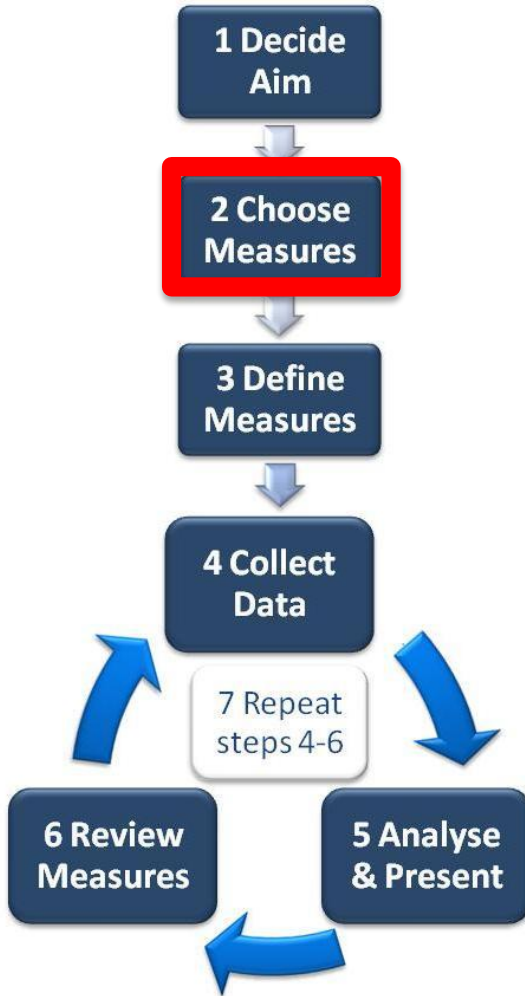 1 Decide
Aim
2 Choose
Measures
3 Define
Measures
4 Collect
Data
7 Repeat
steps 4-6
6 Review
Measures
5 Analyse
& Present